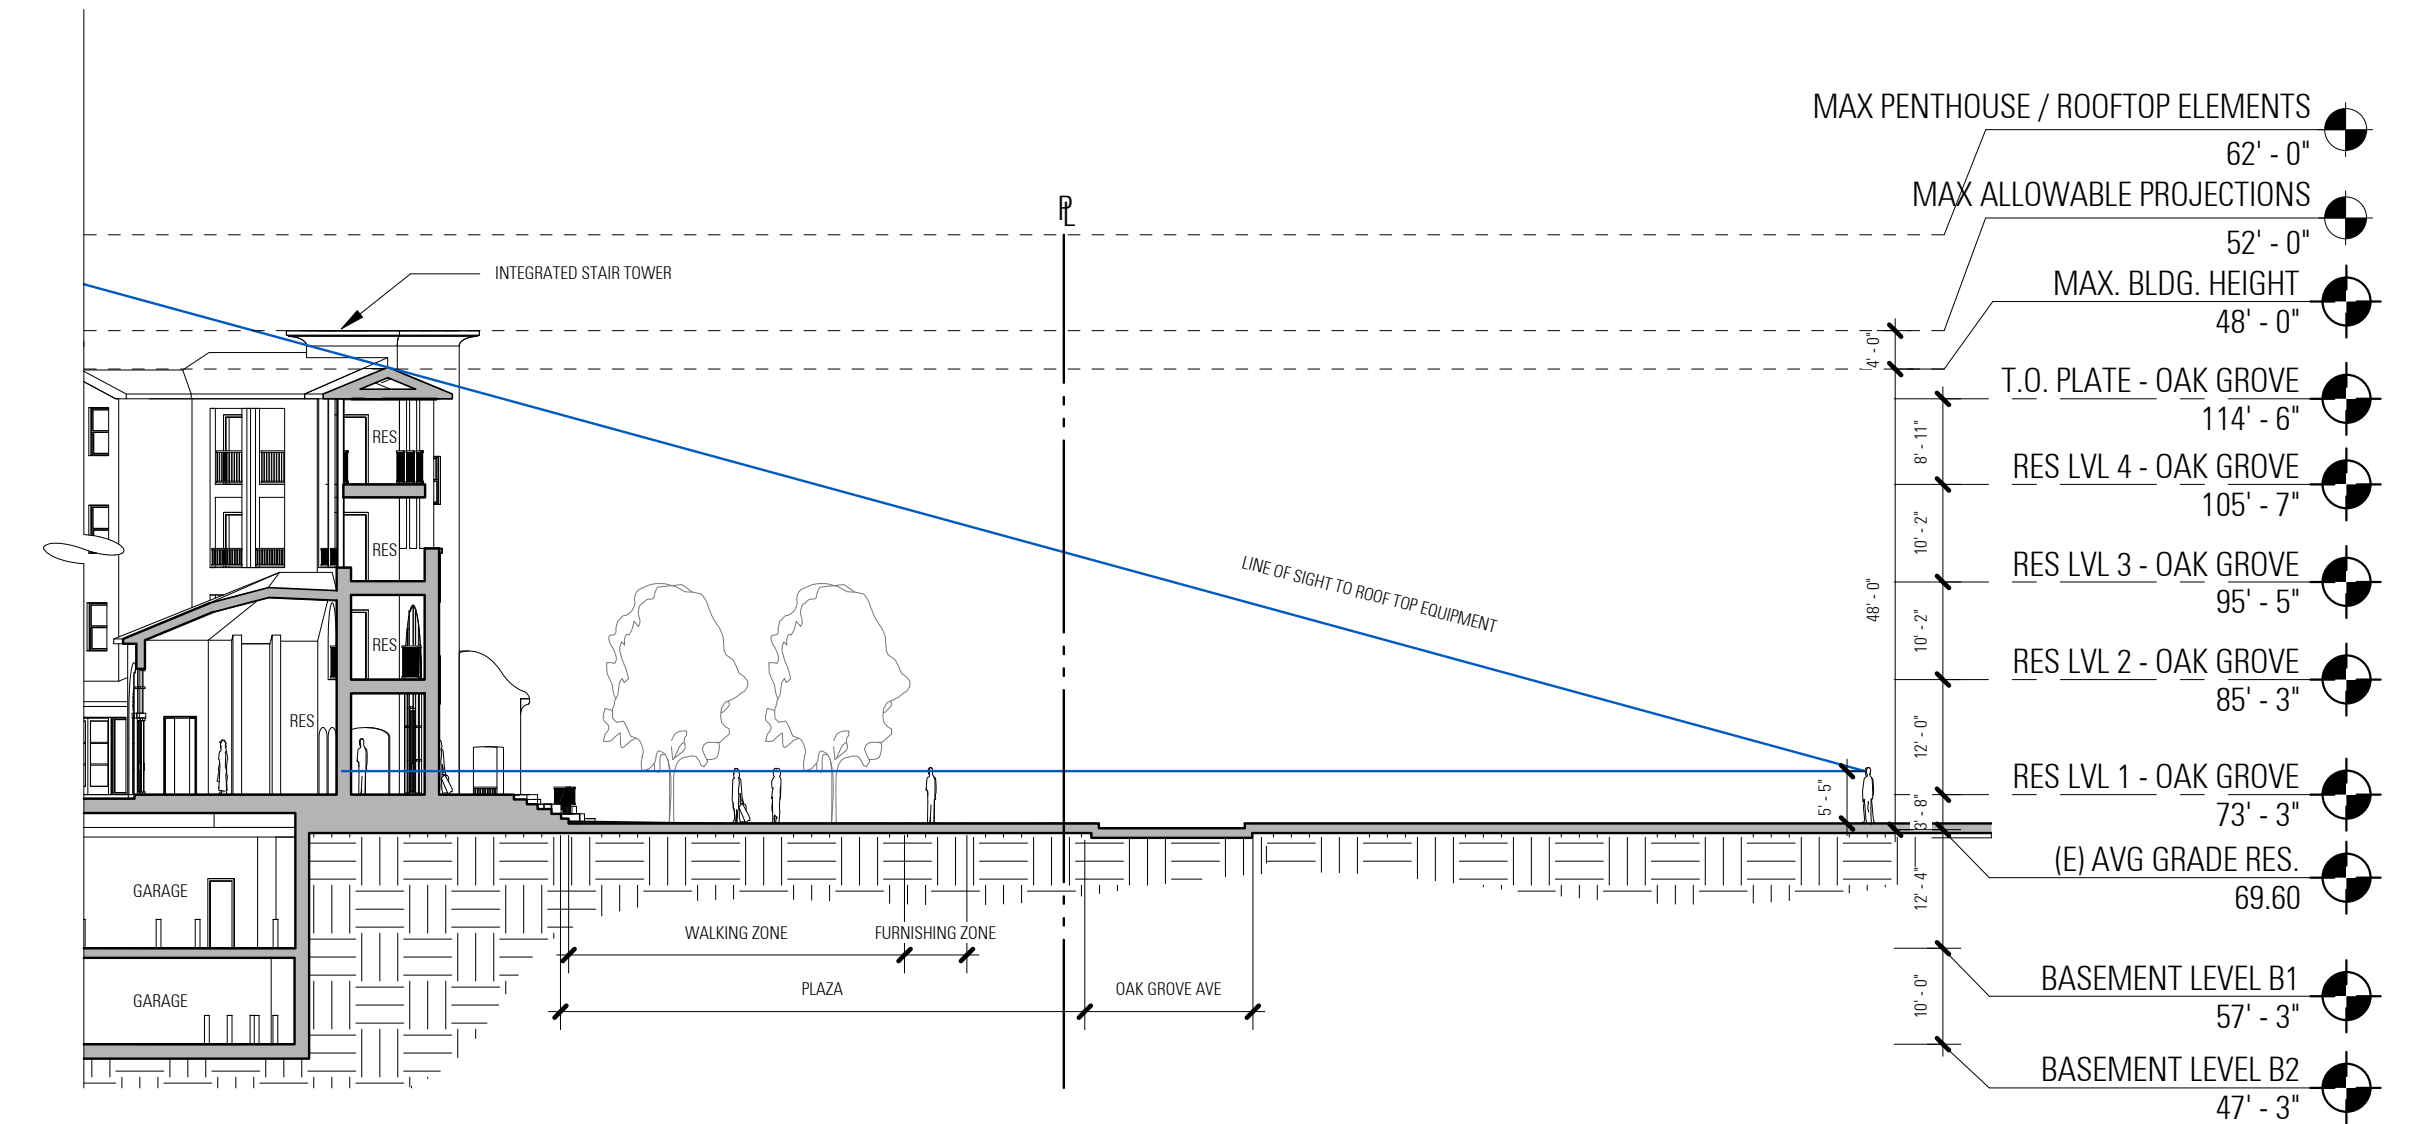 MAX PENTHOUSE / ROOFTOP ELEMENTS
62' - 0"
MAX ALLOWABLE PROJECTIONS
52' - 0"
MAX. BLDG. HEIGHT
48' - 0"
T.O. PLATE - OAK GROVE
114' - 6"
RES LVL 4 - OAK GROVE
105' - 7"
RES LVL 3 - OAK GROVE
95' - 5"
RES LVL 2 - OAK GROVE
85' - 3"
RES LVL 1 - OAK GROVE
73' - 3"
(E) AVG GRADE RES.
69.60
BASEMENT LEVEL B1
57' - 3"
BASEMENT LEVEL B2
47' - 3"
PL
INTEGRATED STAIR TOWER
LINE OF SIGHT TO ROOF TOP EQUIPMENT
RES
RES
RES
RES
GARAGE
GARAGE
WALKING ZONE
FURNISHING ZONE
PLAZA
OAK GROVE AVE
4' - 0"
48' - 0"
5' - 5"
8' - 11"
10' - 2"
10' - 2"
12' - 0"
3' - 8"
12' - 4"
10' - 0"